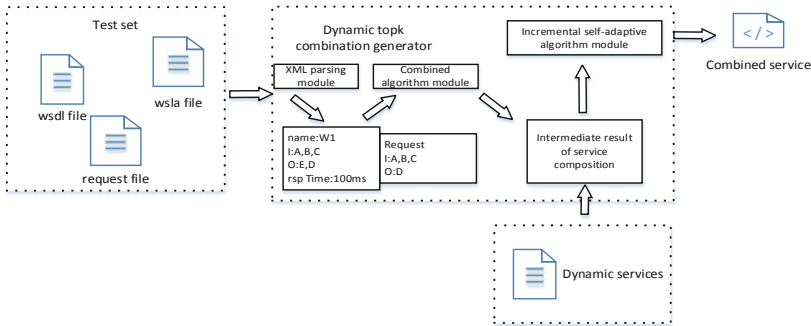 Test set
wsdl file
wsla file
request file
Dynamic topk
combination generator
XML parsing
module
Combined
algorithm module
name:W1
I:A,B,C
O:E,D
rsp Time:100ms
Request
I:A,B,C
O:D
Incremental self-adaptive
algorithm module
Intermediate result
of service
composition
</>
Combined service
Dynamic services